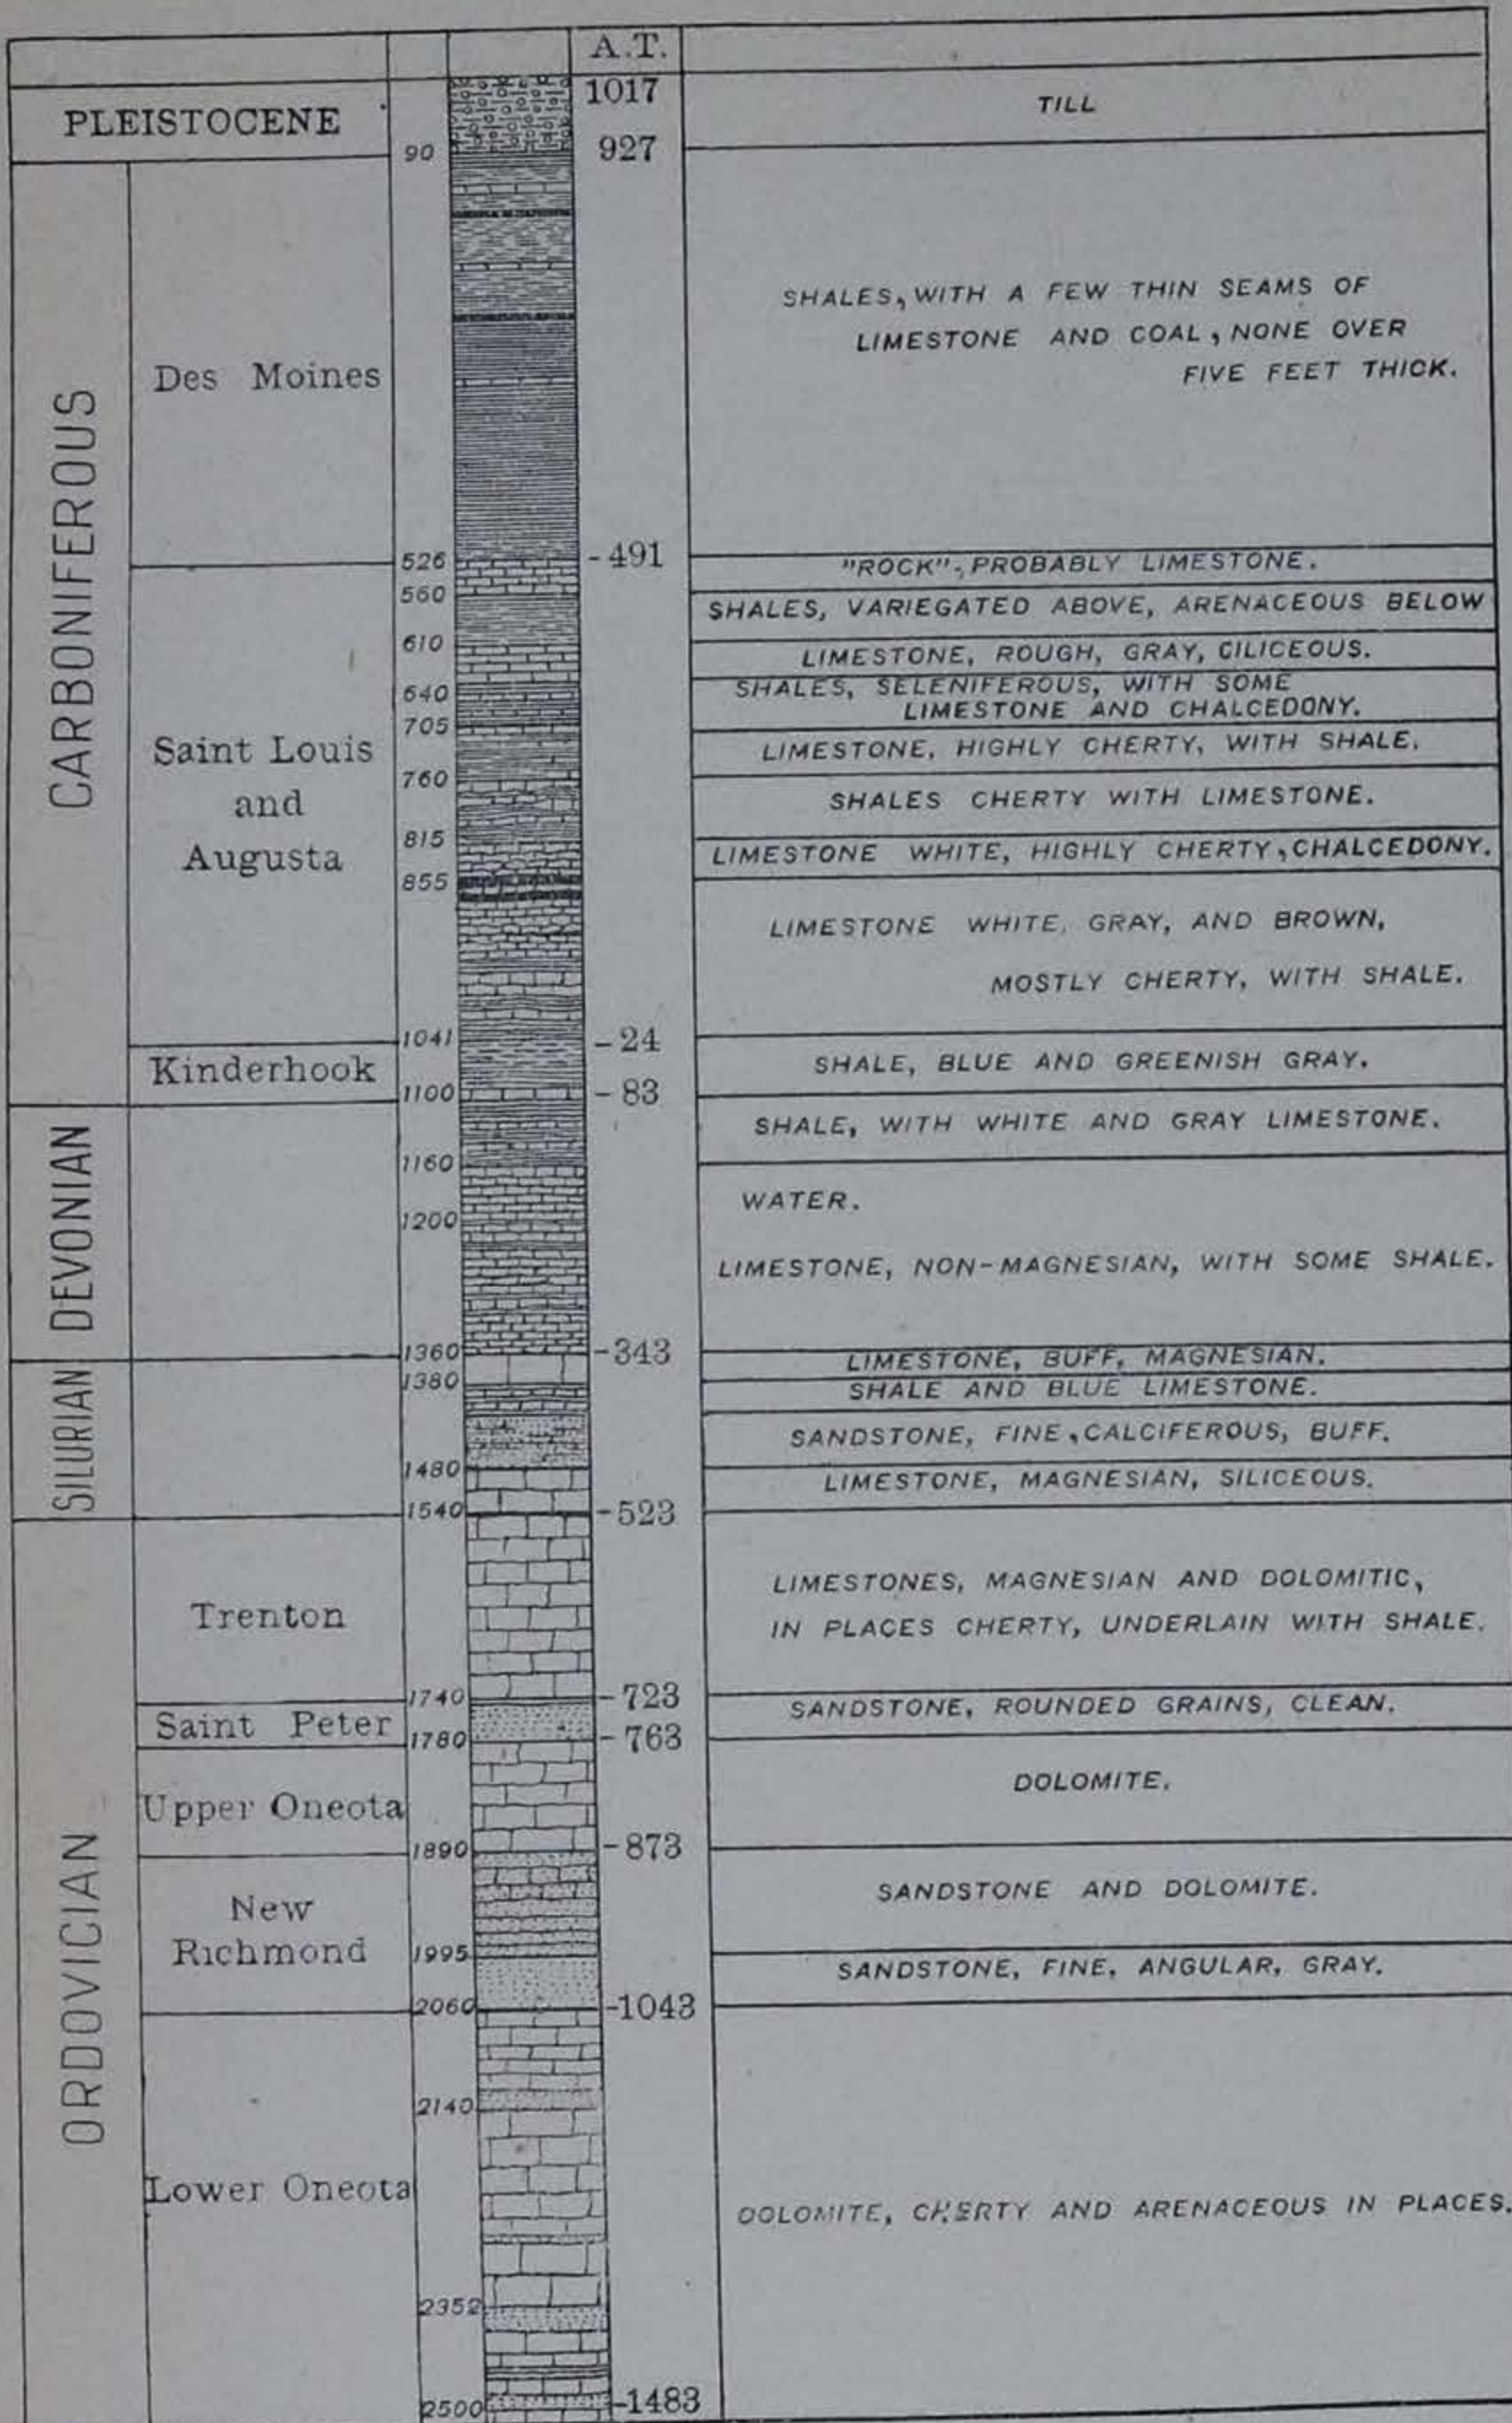 A.T.
PLEISTOCENE
1017
TILL
90
927
CARBONIFEROUS
Des Moines
SHALES, WITH A FEW THIN SEAMS OF
LIMESTONE AND COAL, NONE OVER
FIVE FEET THICK.
526
-491
"ROCK"-, PROBABLY LIMESTONE.
Saint Louis
and
Augusta
560
SHALES, VARIEGATED ABOVE, ARENACEOUS BELOW
610
LIMESTONE, ROUGH, GRAY, CILICEOUS.
640
SHALES, SELENIFEROUS, WITH SOME
LIMESTONE AND CHALCEDONY.
705
LIMESTONE, HIGHLY CHERTY, WITH SHALE.
760
SHALES CHERTY WITH LIMESTONE.
815
LIMESTONE WHITE, HIGHLY CHERTY, CHALCEDONY.
855
LIMESTONE WHITE, GRAY, AND BROWN,
MOSTLY CHERTY, WITH SHALE.
1041
-24
Kinderhook
SHALE, BLUE AND GREENISH GRAY.
1100
-83
DEVONIAN
SHALE, WITH WHITE AND GRAY LIMESTONE.
1160
WATER.
1200
LIMESTONE, NON-MAGNESIAN, WITH SOME SHALE.
1360
-343
SILURIAN
LIMESTONE, BUFF, MAGNESIAN.
1380
SHALE AND BLUE LIMESTONE.
SANDSTONE, FINE, CALCIFEROUS, BUFF.
1480
LIMESTONE, MAGNESIAN, SILICEOUS.
1540
-523
ORDOVICIAN
Trenton
LIMESTONES, MAGNESIAN AND DOLOMITIC,
IN PLACES CHERTY, UNDERLAIN WITH SHALE.
1740
-723
Saint Peter
SANDSTONE, ROUNDED GRAINS, CLEAN.
1780
-763
Upper Oneota
DOLOMITE.
1890
-873
New
Richmond
SANDSTONE AND DOLOMITE.
1995
SANDSTONE, FINE, ANGULAR, GRAY.
2060
-1043
2140
Lower Oneota
DOLOMITE, CHERTY AND ARENACEOUS IN PLACES.
2352
2500
-1483